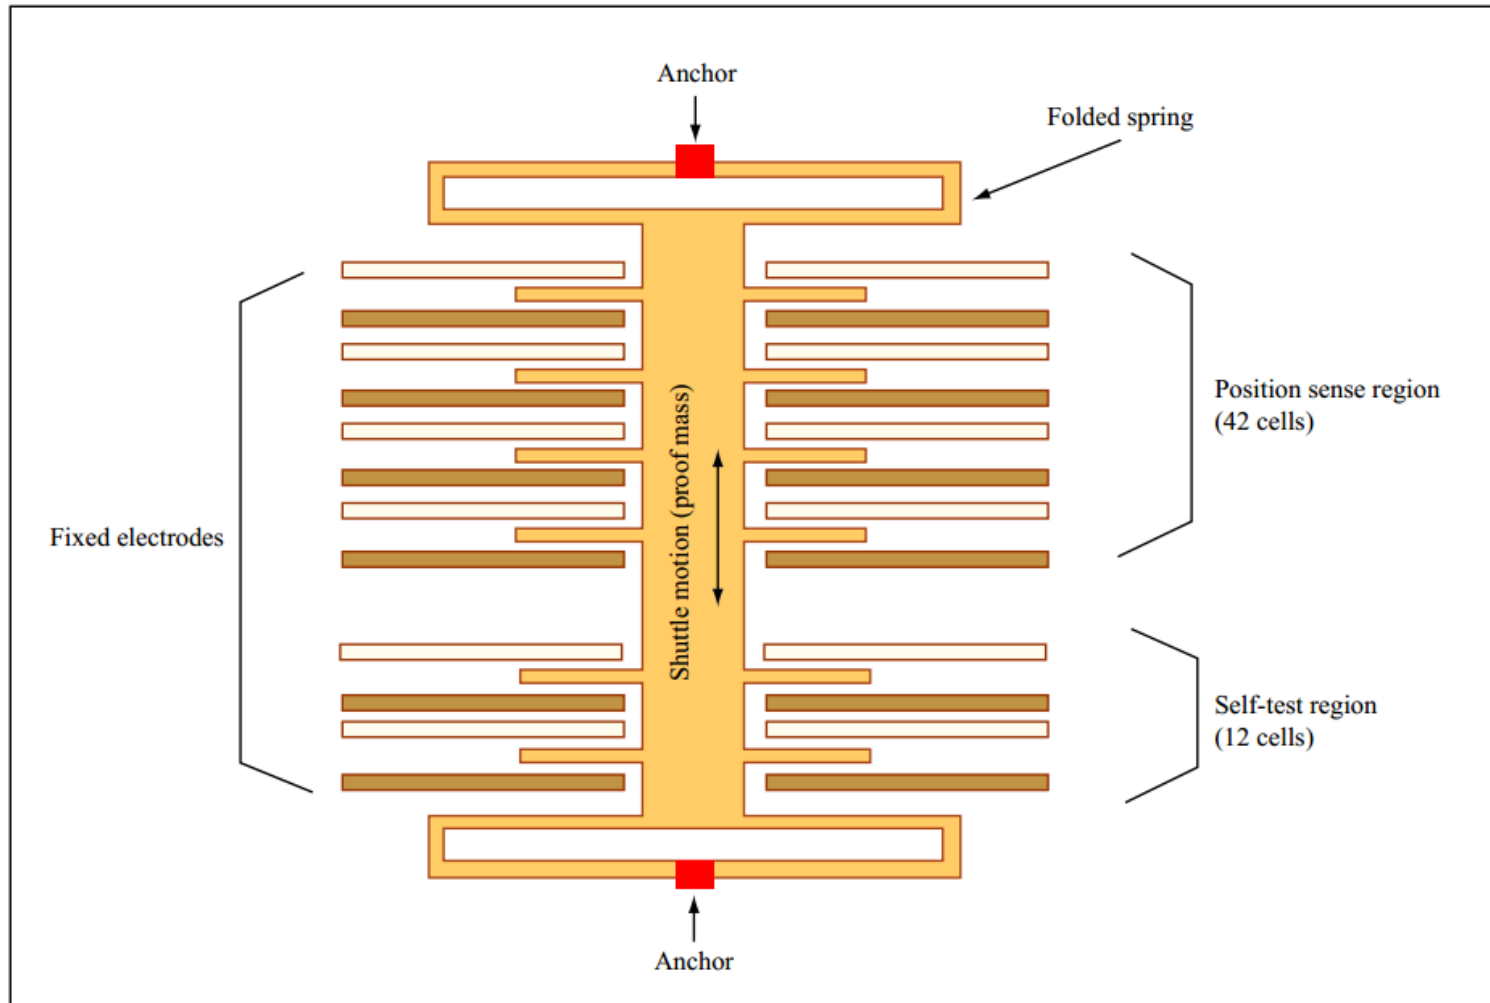 Anchor
Folded spring
Position sense region
(42 cells)
Shuttle motion (proof mass)
Fixed electrodes
Self-test region
(12 cells)
Anchor